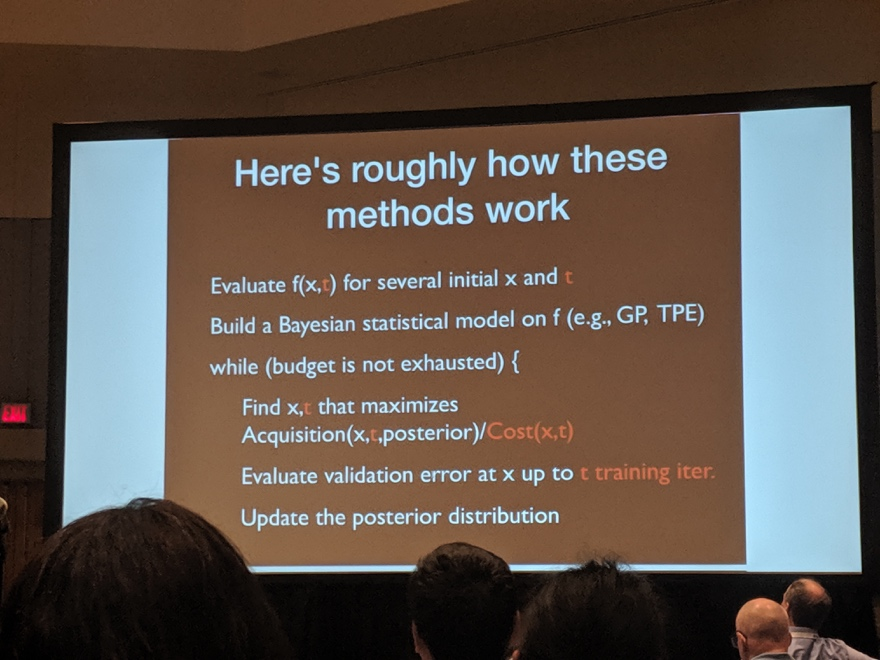 Here's roughly how these
methods work
Evaluate f(x,t) for several initial x and t
Build a Bayesian statistical model on f (e.g., GP, TPE)
while (budget is not exhausted) {
Find x,t that maximizes
Acquisition(x,t,posterior)/Cost(x,t)
Evaluate validation error at x up to t training iter.
Update the posterior distribution